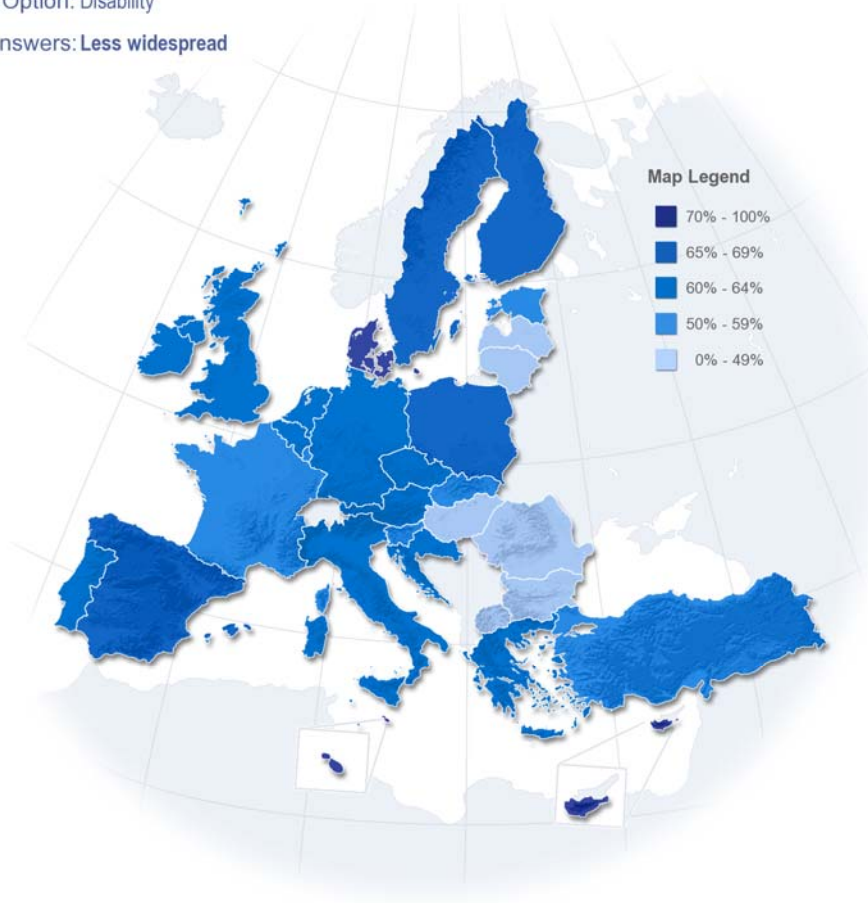 Option: Disability
nswers: Less widespread
Map Legend
70% - 100%
65% - 69%
60% - 64%
50% - 59%
0% - 49%